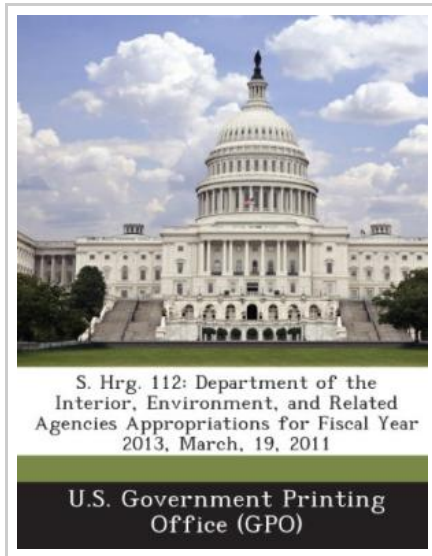 S. Hrg. 112: Department of the
Interior, Environment, and Related
Agencies Appropriations for Fiscal Year
2013, March, 19, 2011
U.S. Government Printing
Office (GPO)